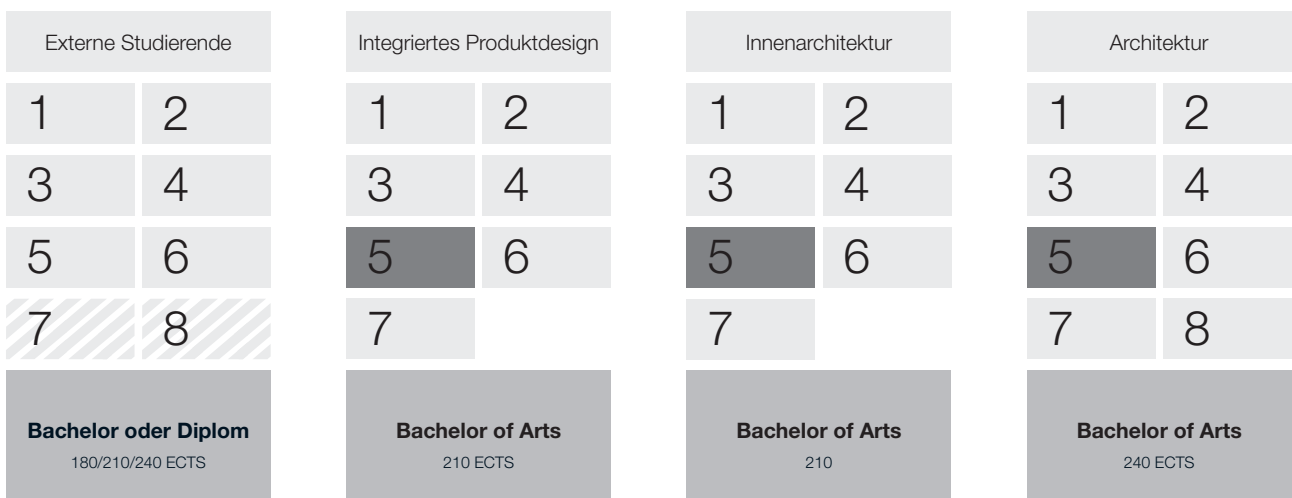 Externe Studierende
1 2
3 4
5 6
7 8
Bachelor oder Diplom
180/210/240 ECTS
Integriertes Produktdesign
1 2
3 4
5 6
7
Bachelor of Arts
210 ECTS
Innenarchitektur
1 2
3 4
5 6
7
Bachelor of Arts
210
Architektur
1 2
3 4
5 6
7 8
Bachelor of Arts
240 ECTS